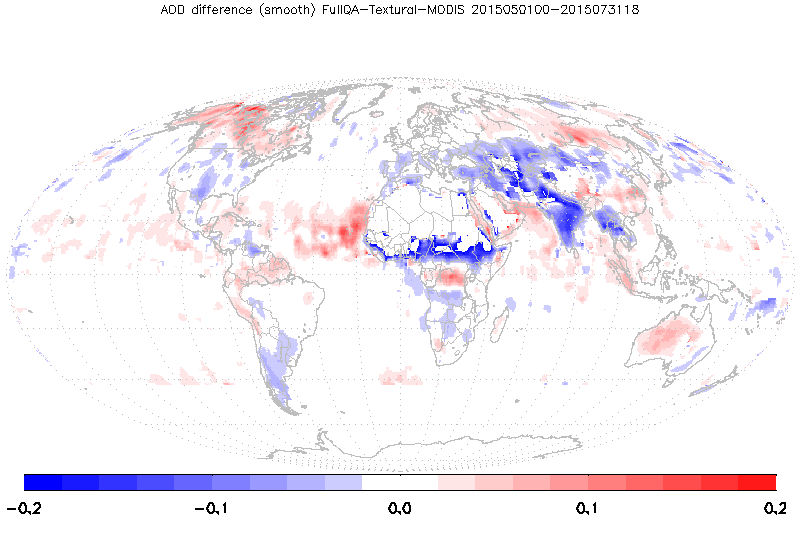 AOD difference (smooth) FullQA-Textural-MODIS 2015050100-2015073118
-0.2 -0.1 0.0 0.1 0.2